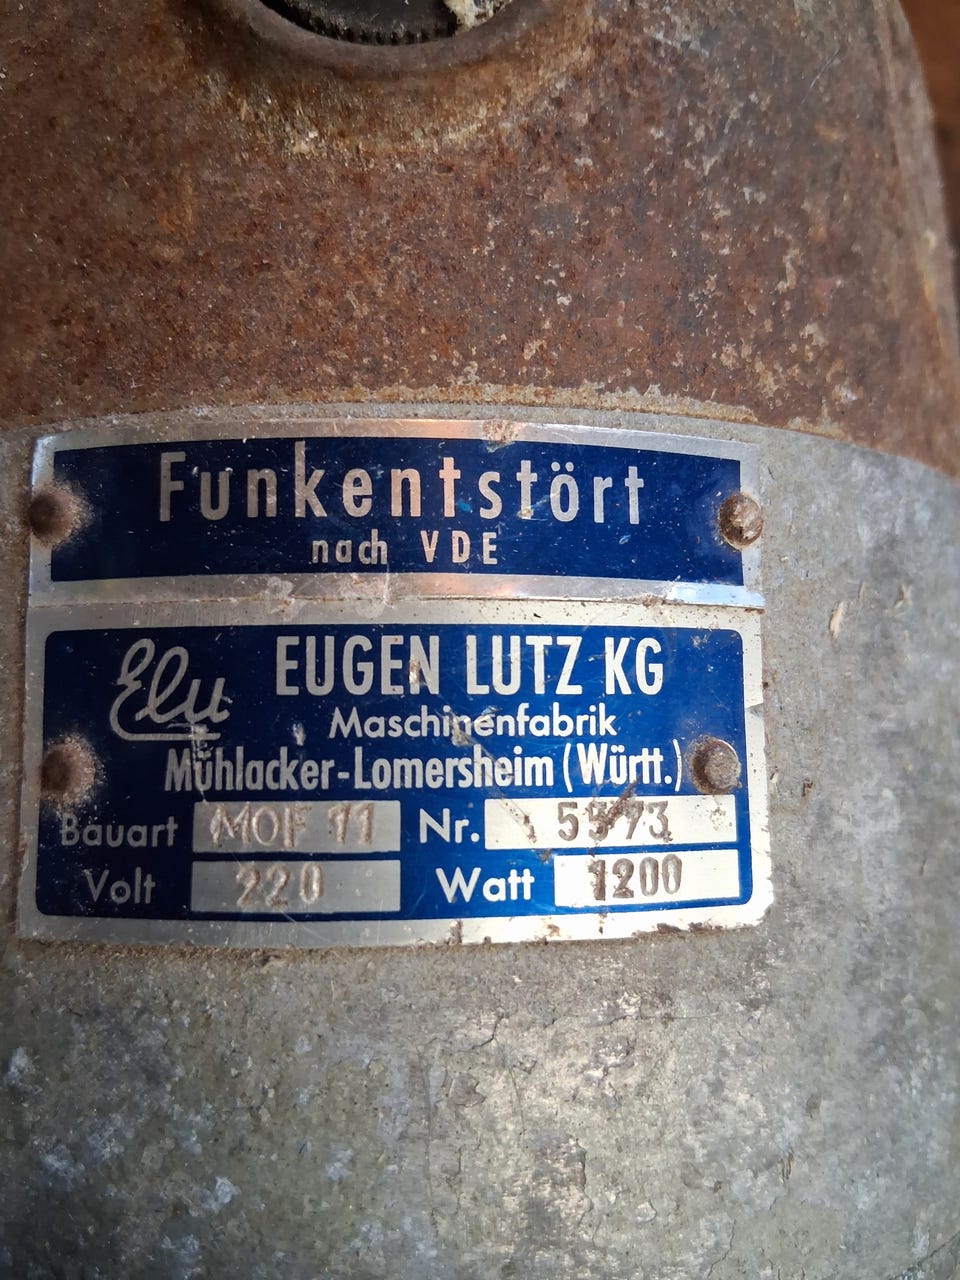 Funkentstört
nach VDE
Elu EUGEN LUTZ KG
Maschinenfabrik
Mühlacker-Lomersheim (Württ.)
Bauart MOF 11 Nr. 5573
Volt 220 Watt 1200